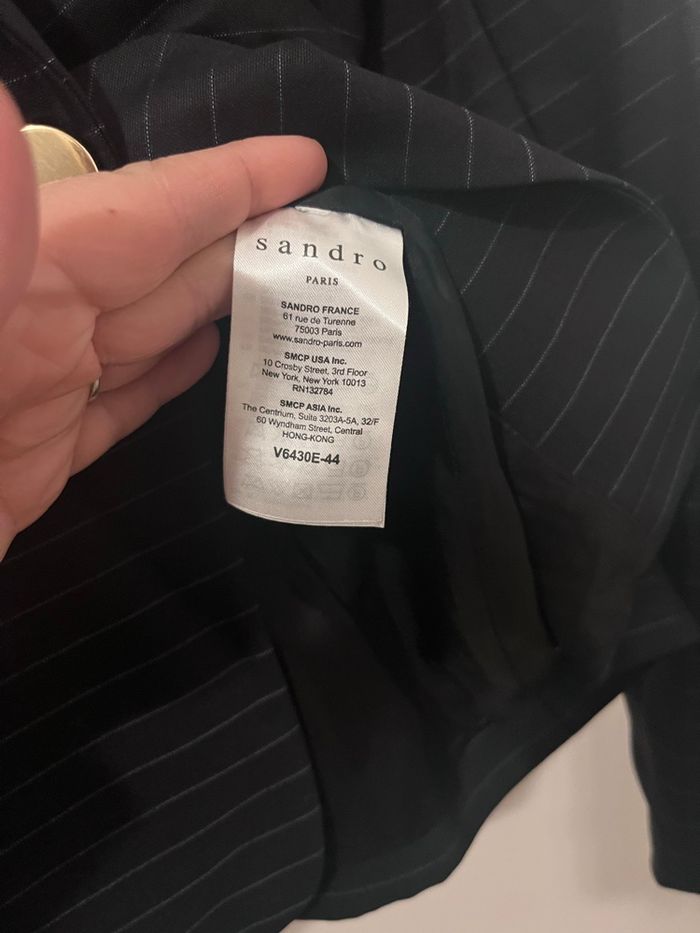 sandro
PARIS
SANDRO FRANCE
61 rue de Turenne
75003 Paris
www.sandro-paris.com
SMCP USA Inc.
10 Crosby Street, 3rd Floor
New York, New York 10013
RN132784
SMCP ASIA Inc.
The Centrium, Suite 3203A-5A, 32/F
60 Wyndham Street, Central
HONG-KONG
V6430E-44